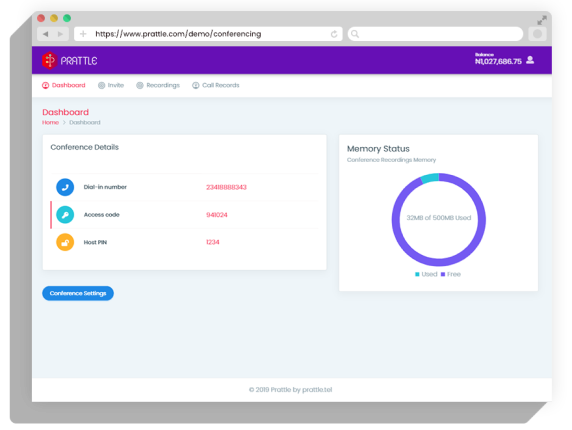 https://www.prattle.com/demo/conferencing
PRATTLE
Balance
₦1,027,686.75
Dashboard
Invite
Recordings
Call Records
Dashboard
Home > Dashboard
Conference Details
Dial-in number
23418888343
Access code
941024
Host PIN
1234
Conference Settings
Memory Status
Conference Recordings Memory
32MB of 500MB Used
Used
Free
© 2019 Prattle by prattle.tel